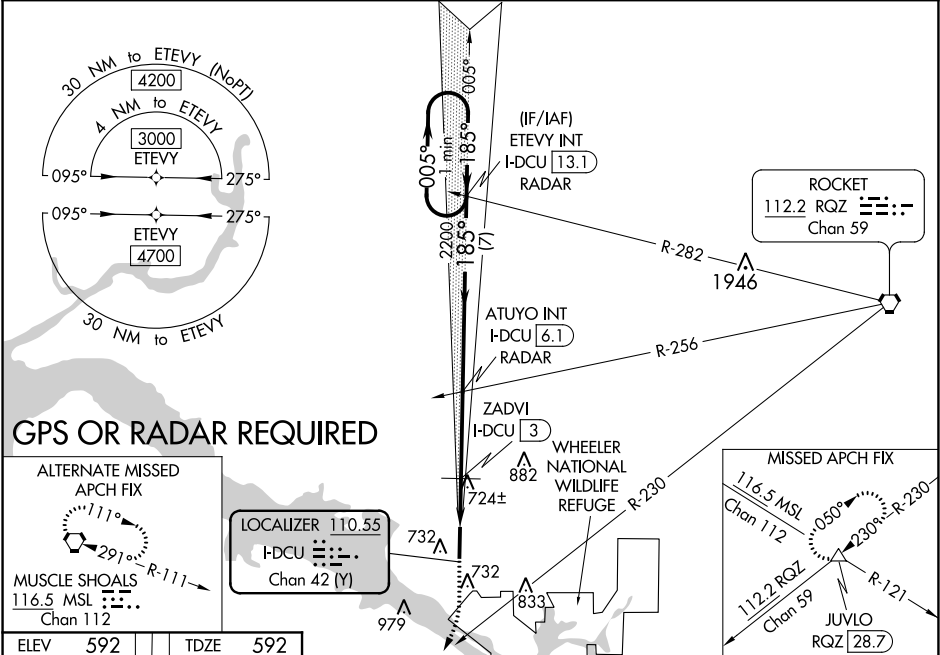 30 NM to ETEVY (NoPT)
4200
4 NM to ETEVY
3000
ETEVY
095°
275°
095°
275°
ETEVY
4700
30 NM to ETEVY
005°
005°
1 min
185°
2200
185°
(7)
(IF/IAF)
ETEVY INT
I-DCU 13.1
RADAR
ROCKET
112.2 RQZ
Chan 59
R-282
1946
ATUYO INT
I-DCU 6.1
RADAR
R-256
ZADVI
I-DCU 3
882
724±
WHEELER
NATIONAL
WILDLIFE
REFUGE
R-230
GPS OR RADAR REQUIRED
ALTERNATE MISSED
APCH FIX
111°
291°
R-111
MUSCLE SHOALS
116.5 MSL
Chan 112
LOCALIZER 110.55
I-DCU
Chan 42 (Y)
732
732
833
979
MISSED APCH FIX
116.5 MSL
Chan 112
050°
230°
R-230
112.2 RQZ
Chan 59
R-121
JUVLO
RQZ 28.7
ELEV 592
TDZE 592